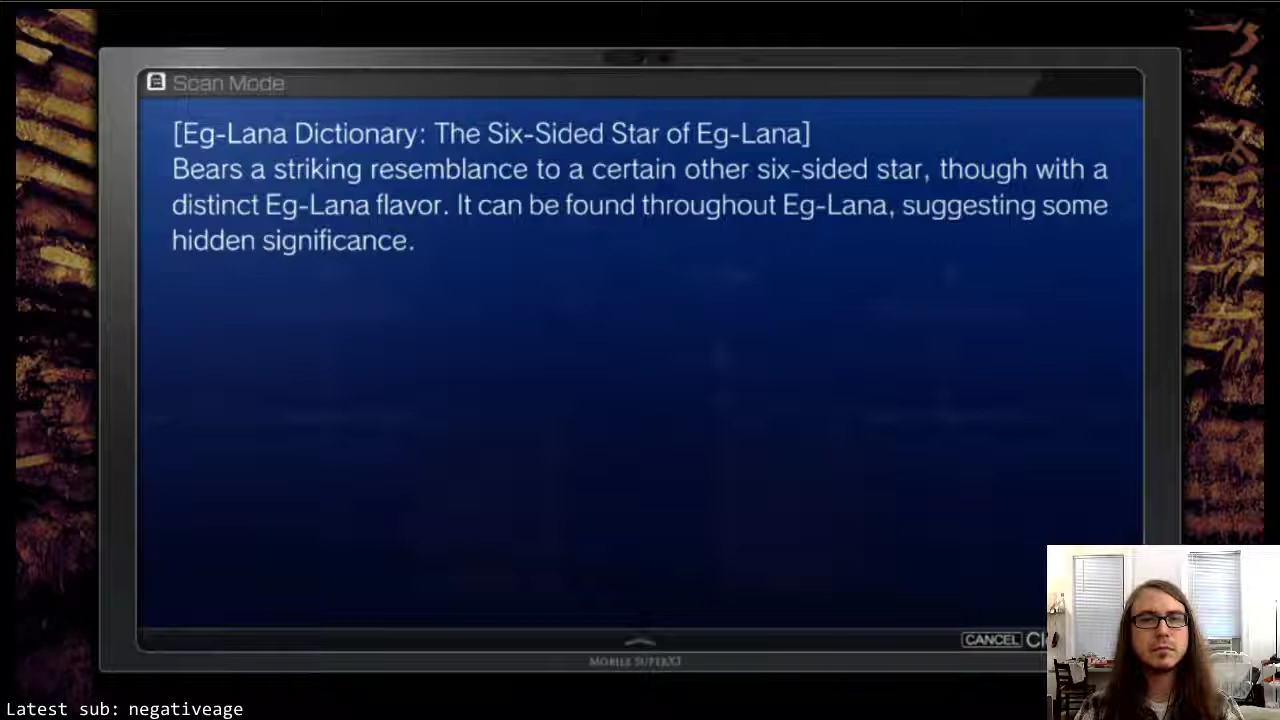 Scan Mode
[Eg-Lana Dictionary: The Six-Sided Star of Eg-Lana]
Bears a striking resemblance to a certain other six-sided star, though with a
distinct Eg-Lana flavor. It can be found throughout Eg-Lana, suggesting some
hidden significance.
CANCEL
Latest sub: negativeage